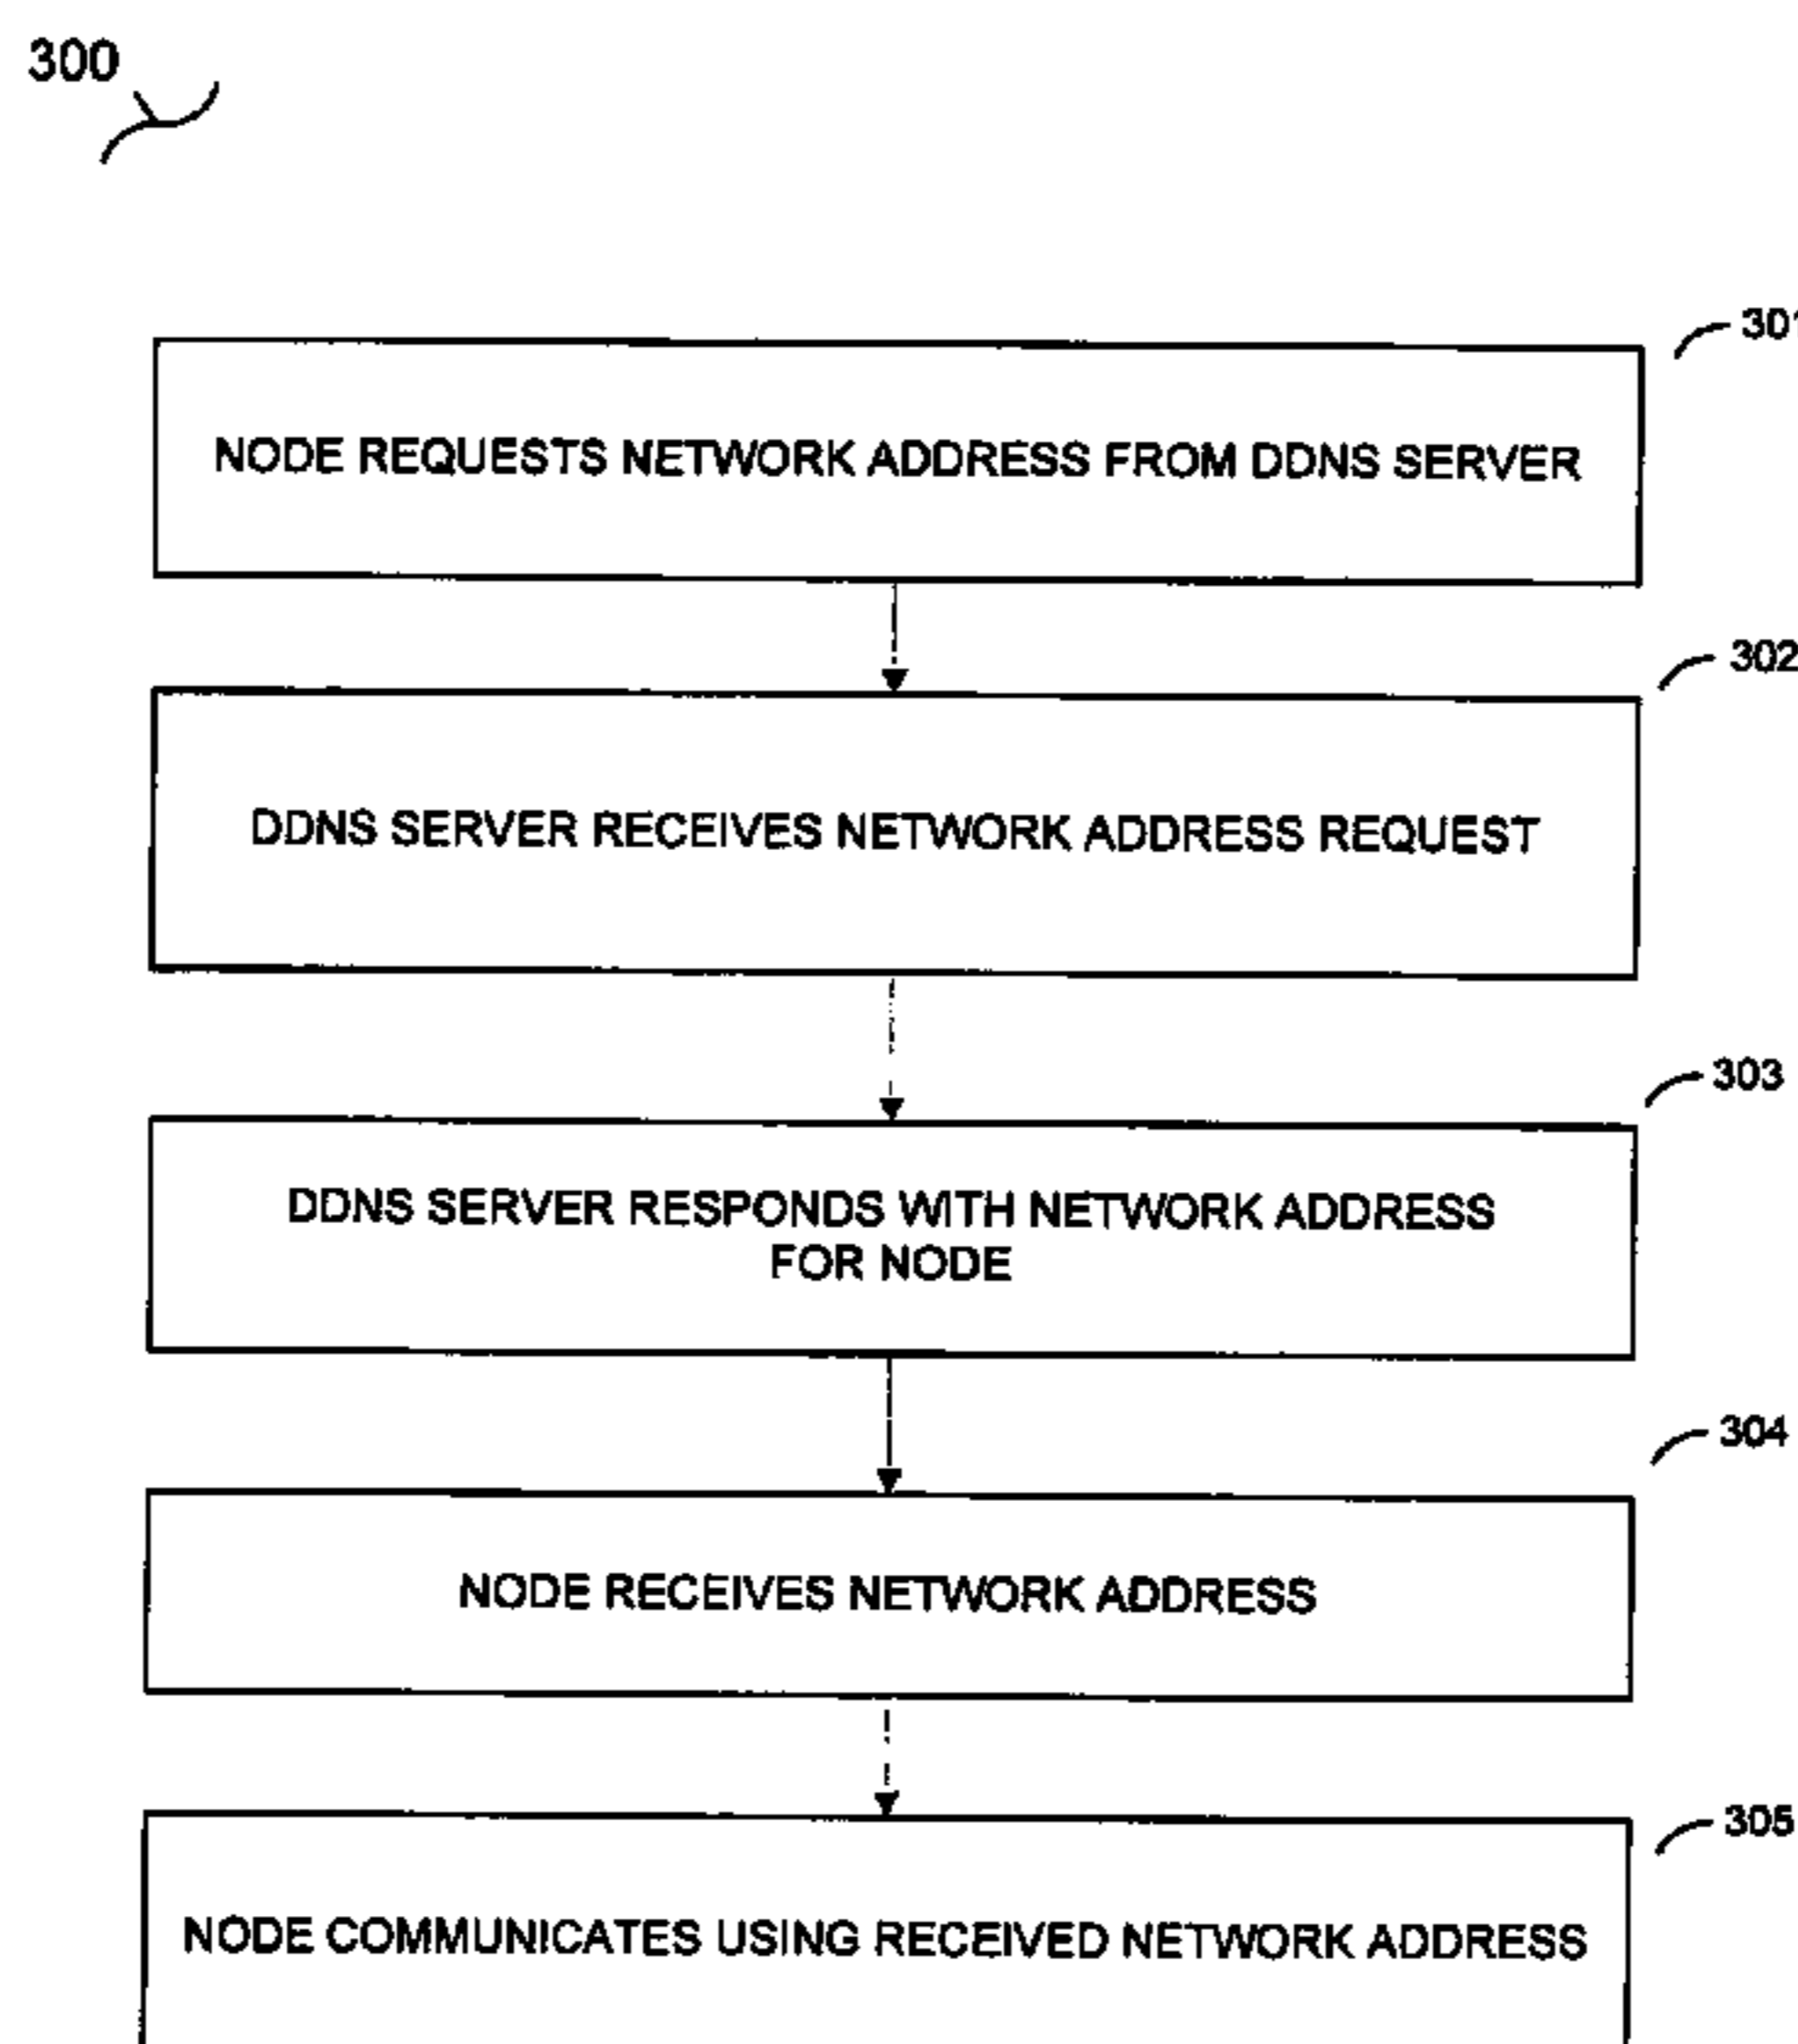 300
301
NODE REQUESTS NETWORK ADDRESS FROM DDNS SERVER
302
DDNS SERVER RECEIVES NETWORK ADDRESS REQUEST
303
DDNS SERVER RESPONDS WITH NETWORK ADDRESS
FOR NODE
304
NODE RECEIVES NETWORK ADDRESS
305
NODE COMMUNICATES USING RECEIVED NETWORK ADDRESS